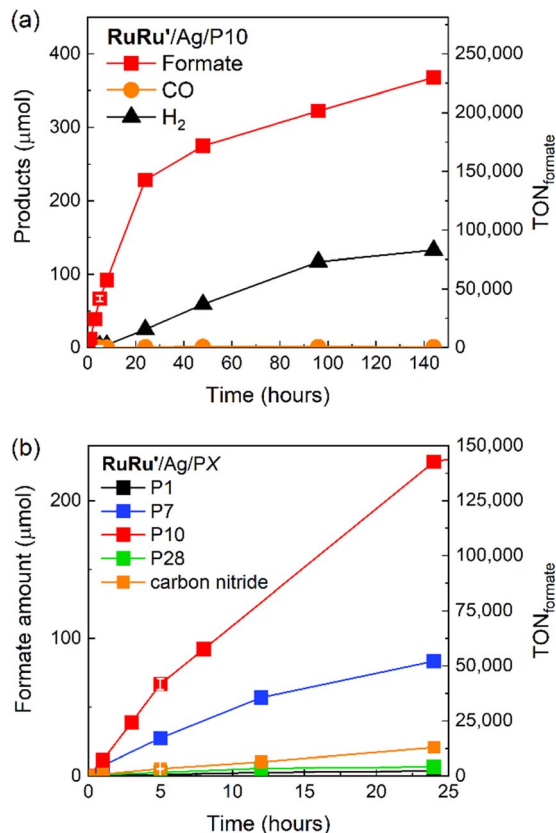 (a)
RuRu'/Ag/P10
Formate
CO
H₂
Products (μmol)
400
300
200
100
0
TON_formate
250,000
200,000
150,000
100,000
50,000
0
0 20 40 60 80 100 120 140
Time (hours)
(b)
RuRu'/Ag/PX
P1
P7
P10
P28
carbon nitride
Formate amount (μmol)
200
100
0
TON_formate
150,000
125,000
100,000
75,000
50,000
25,000
0
0 5 10 15 20 25
Time (hours)